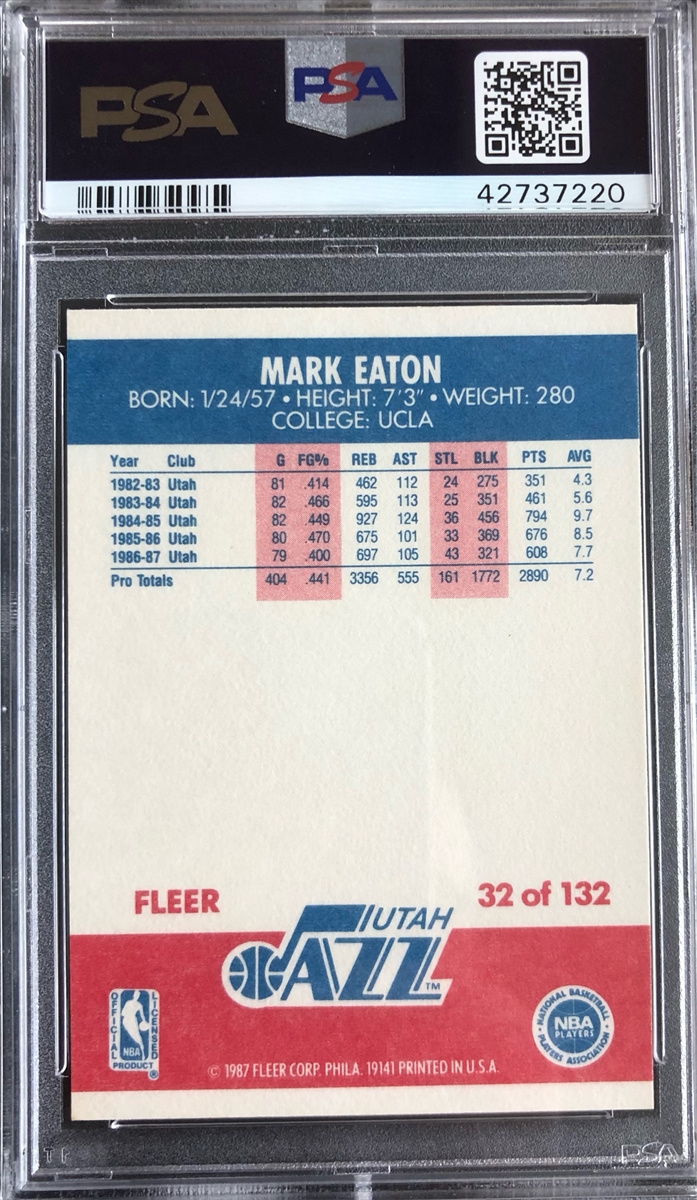 PSA PSA
42737220
MARK EATON
BORN: 1/24/57 • HEIGHT: 7'3" • WEIGHT: 280
COLLEGE: UCLA
Year Club G FG% REB AST STL BLK PTS AVG
1982-83 Utah 81 .414 462 112 24 275 351 4.3
1983-84 Utah 82 .466 595 113 25 351 461 5.6
1984-85 Utah 82 .449 927 124 36 456 794 9.7
1985-86 Utah 80 .470 675 101 33 369 676 8.5
1986-87 Utah 79 .400 697 105 43 321 608 7.7
Pro Totals 404 .441 3356 555 161 1772 2890 7.2
FLEER 32 of 132
UTAH
JAZZ TM
OFFICIAL LICENSED
NBA
PRODUCT ®
NATIONAL BASKETBALL
NBA
PLAYERS
PLAYERS ASSOCIATION
© 1987 FLEER CORP. PHILA. 19141 PRINTED IN U.S.A.
PSA